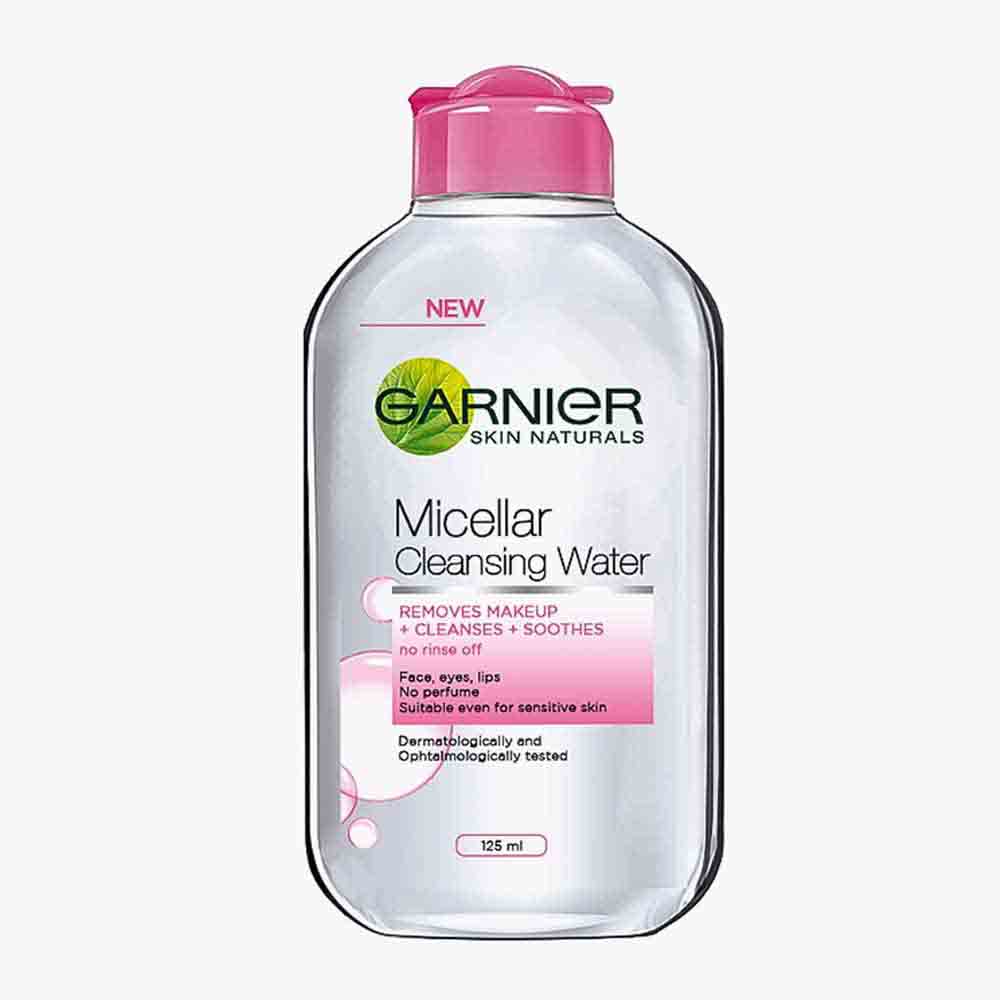 NEW
GARNIER
SKIN NATURALS
Micellar
Cleansing Water
REMOVES MAKEUP
+ CLEANSES + SOOTHES
no rinse off
Face, eyes, lips
No perfume
Suitable even for sensitive skin
Dermatologically and
Ophtalmologically tested
125 ml